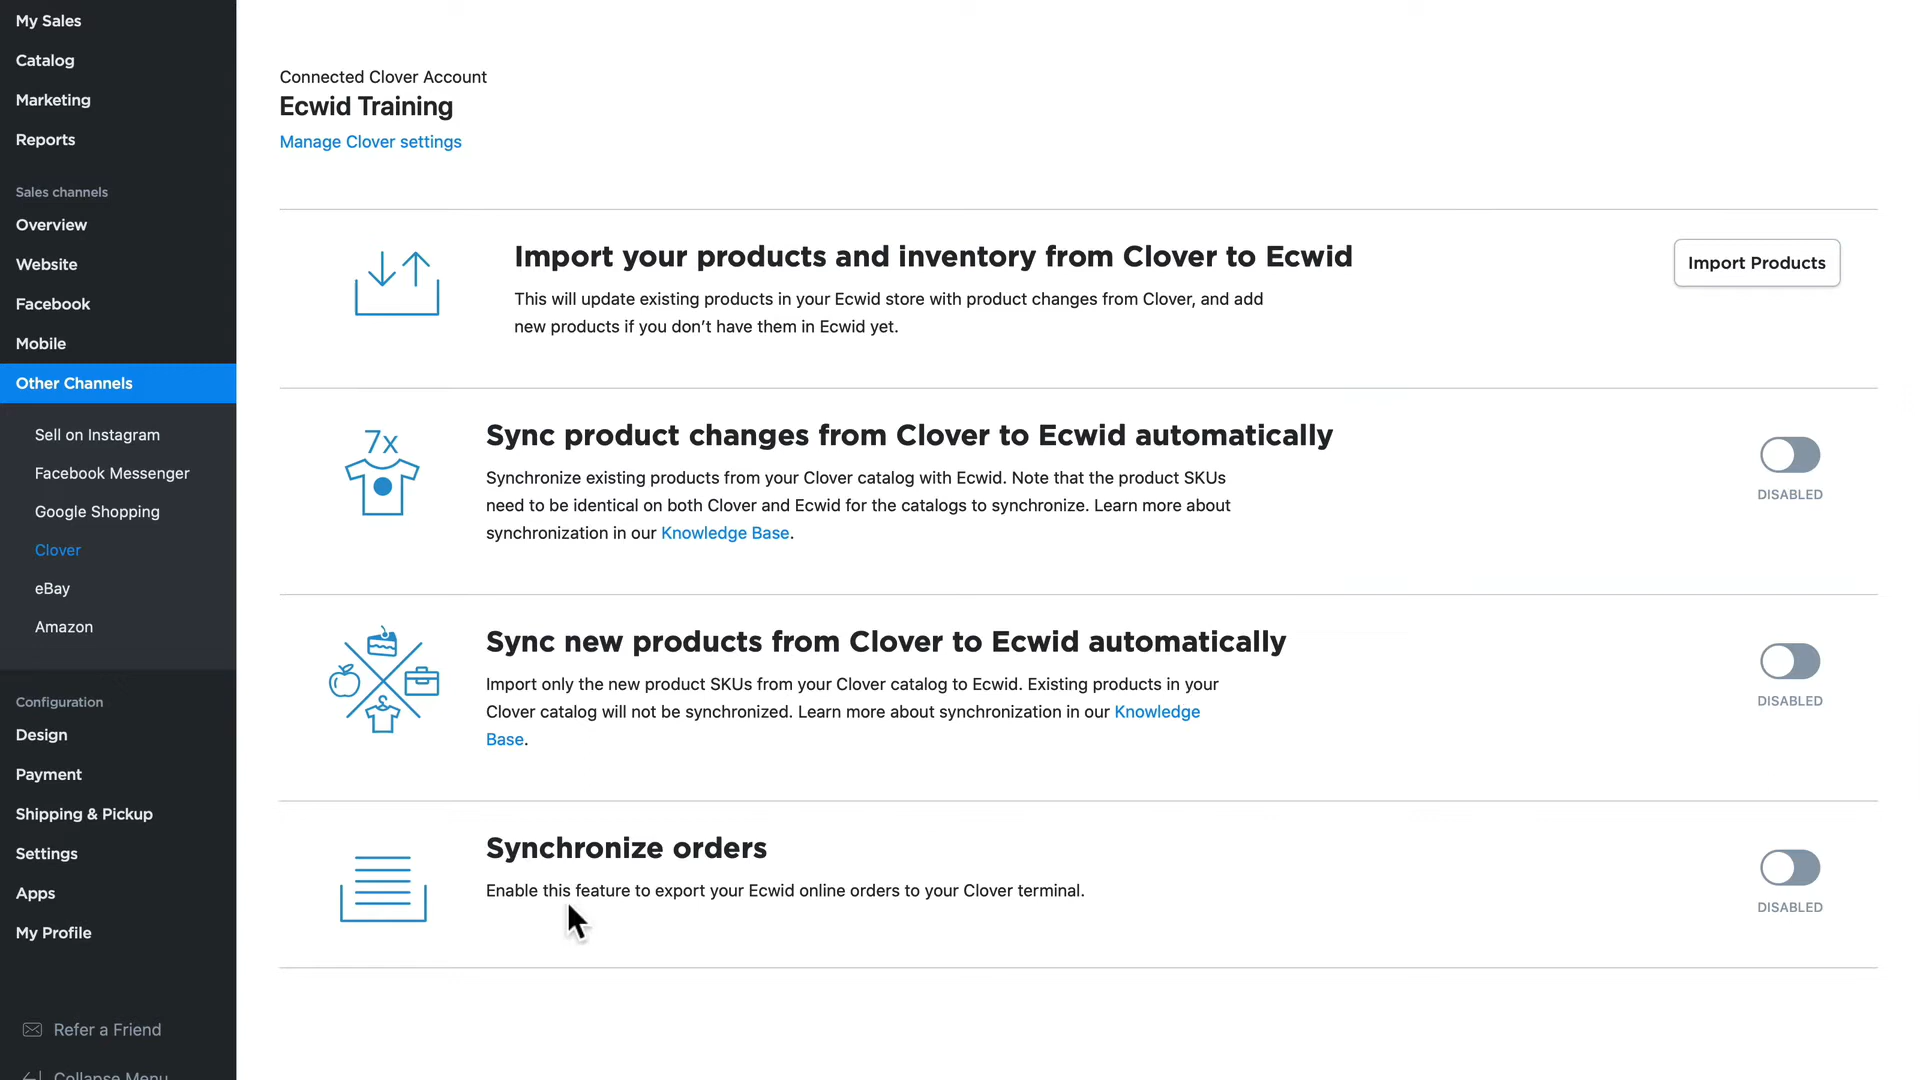 My Sales
Catalog
Marketing
Reports
Sales channels
Overview
Website
Facebook
Mobile
Other Channels
Sell on Instagram
Facebook Messenger
Google Shopping
Clover
eBay
Amazon
Configuration
Design
Payment
Shipping & Pickup
Settings
Apps
My Profile
Refer a Friend
Collapse Menu
Connected Clover Account
Ecwid Training
Manage Clover settings
Import your products and inventory from Clover to Ecwid
This will update existing products in your Ecwid store with product changes from Clover, and add
new products if you don’t have them in Ecwid yet.
Import Products
7x
Sync product changes from Clover to Ecwid automatically
Synchronize existing products from your Clover catalog with Ecwid. Note that the product SKUs
need to be identical on both Clover and Ecwid for the catalogs to synchronize. Learn more about
synchronization in our Knowledge Base.
DISABLED
Sync new products from Clover to Ecwid automatically
Import only the new product SKUs from your Clover catalog to Ecwid. Existing products in your
Clover catalog will not be synchronized. Learn more about synchronization in our Knowledge
Base.
DISABLED
Synchronize orders
Enable this feature to export your Ecwid online orders to your Clover terminal.
DISABLED